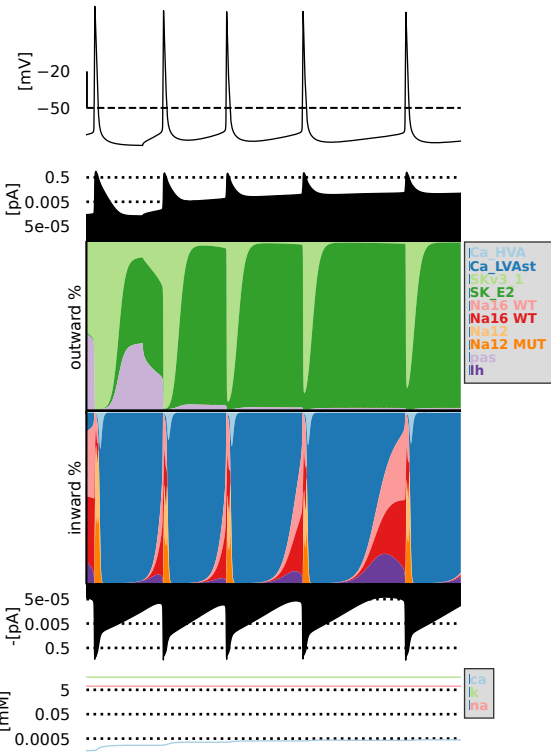 [mV]
−20
−50
[pA]
0.5
0.005
5e-05
outward %
Ca_HVA
Ca_LVAst
SKv3_1
SK_E2
Na16 WT
Na16 WT
Na12
Na12 MUT
pas
Ih
inward %
5e-05
0.005
0.5
-[pA]
ca
k
na
5
0.05
0.0005
[mM]